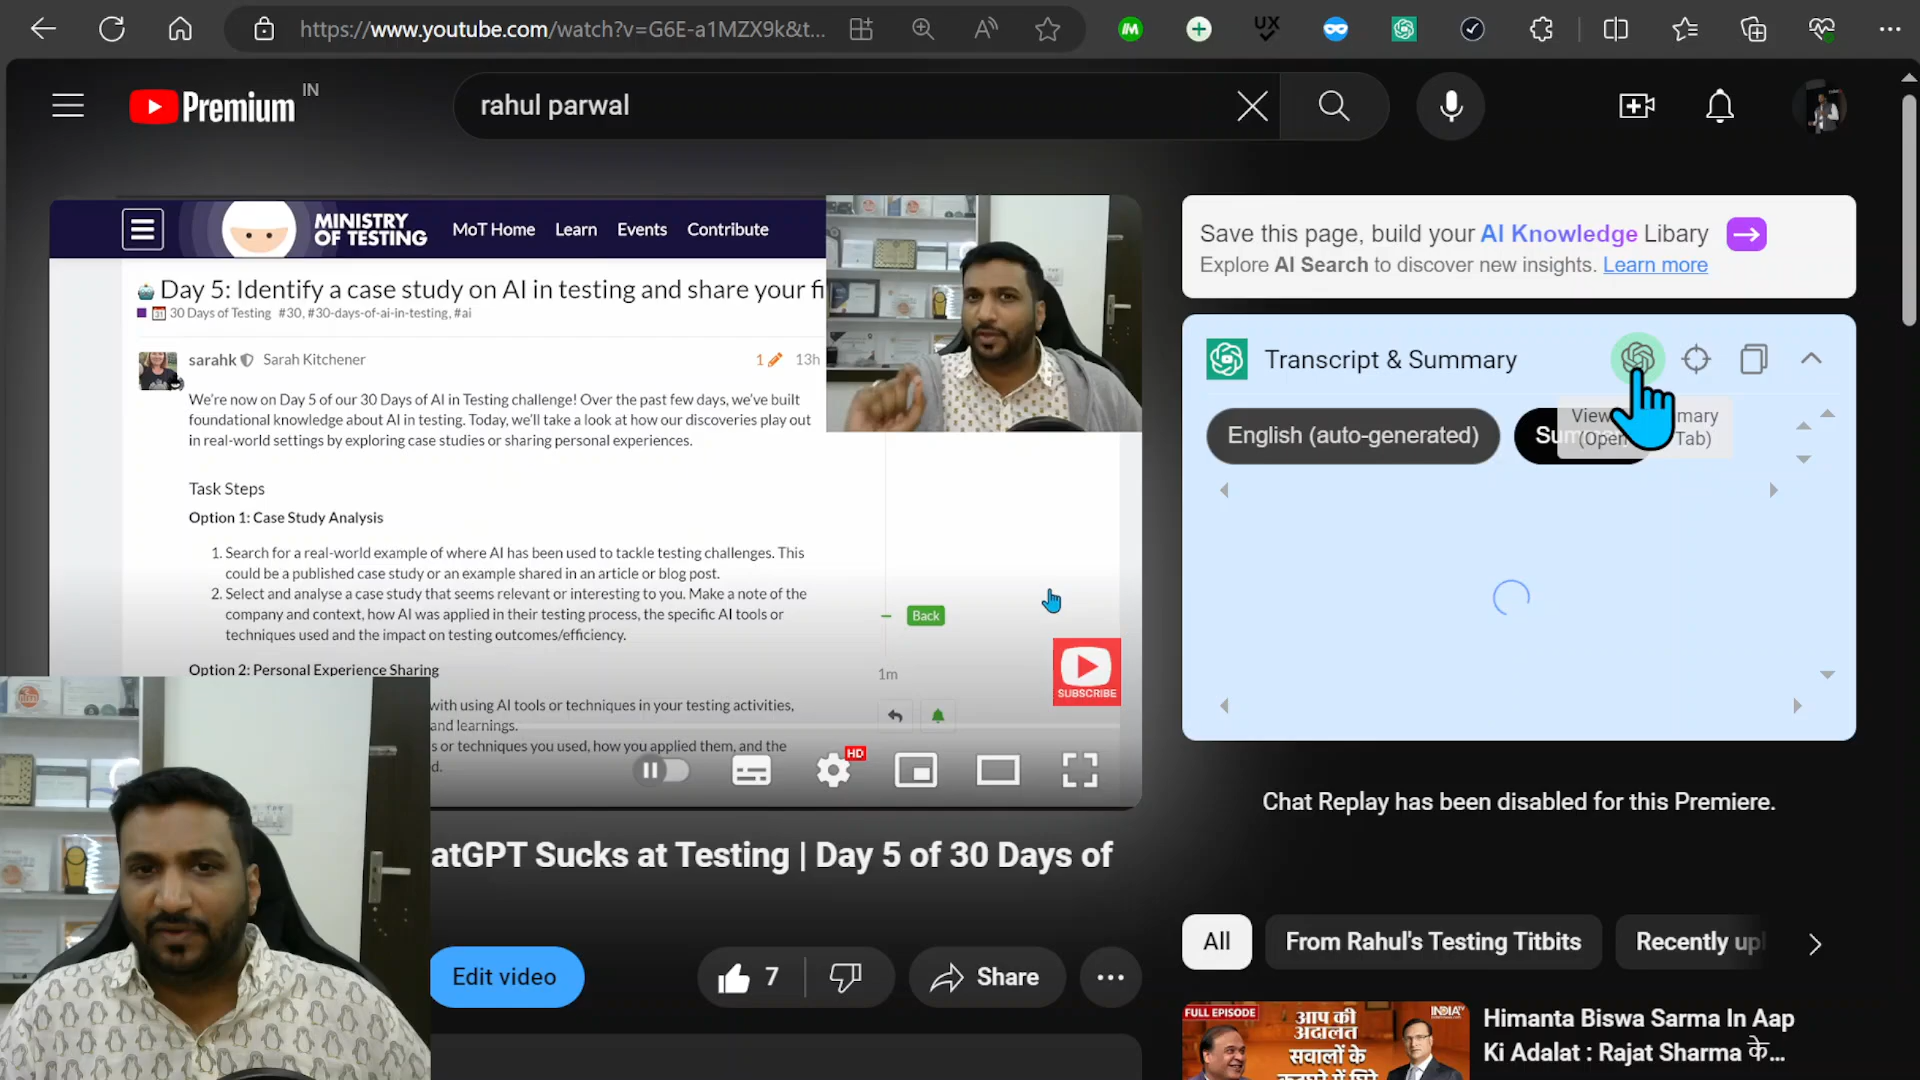 https://www.youtube.com/watch?v=G6E-a1MZX9k&t...
UX
Premium
IN
rahul parwal
MINISTRY
OF TESTING
MoT Home
Learn
Events
Contribute
Day 5: Identify a case study on AI in testing and share your fi
30 Days of Testing #30, #30-days-of-ai-in-testing, #ai
sarahk Sarah Kitchener
1
13h
We're now on Day 5 of our 30 Days of AI in Testing challenge! Over the past few days, we've built
foundational knowledge about AI in testing. Today, we'll take a look at how our discoveries play out
in real-world settings by exploring case studies or sharing personal experiences.
Task Steps
Option 1: Case Study Analysis
1. Search for a real-world example of where AI has been used to tackle testing challenges. This
could be a published case study or an example shared in an article or blog post.
2. Select and analyse a case study that seems relevant or interesting to you. Make a note of the
company and context, how AI was applied in their testing process, the specific AI tools or
techniques used and the impact on testing outcomes/efficiency.
Option 2: Personal Experience Sharing
with using AI tools or techniques in your testing activities,
and learnings.
s or techniques you used, how you applied them, and the
d.
Back
1m
SUBSCRIBE
HD
atGPT Sucks at Testing | Day 5 of 30 Days of
Edit video
7
Share
Save this page, build your AI Knowledge Libary
Explore AI Search to discover new insights. Learn more
Transcript & Summary
English (auto-generated)
View mary
(Open Tab)
Chat Replay has been disabled for this Premiere.
All
From Rahul's Testing Titbits
Recently upl
FULL EPISODE
INDIA TV
आप की
अदालत
सवालों के
Himanta Biswa Sarma In Aap
Ki Adalat : Rajat Sharma के...